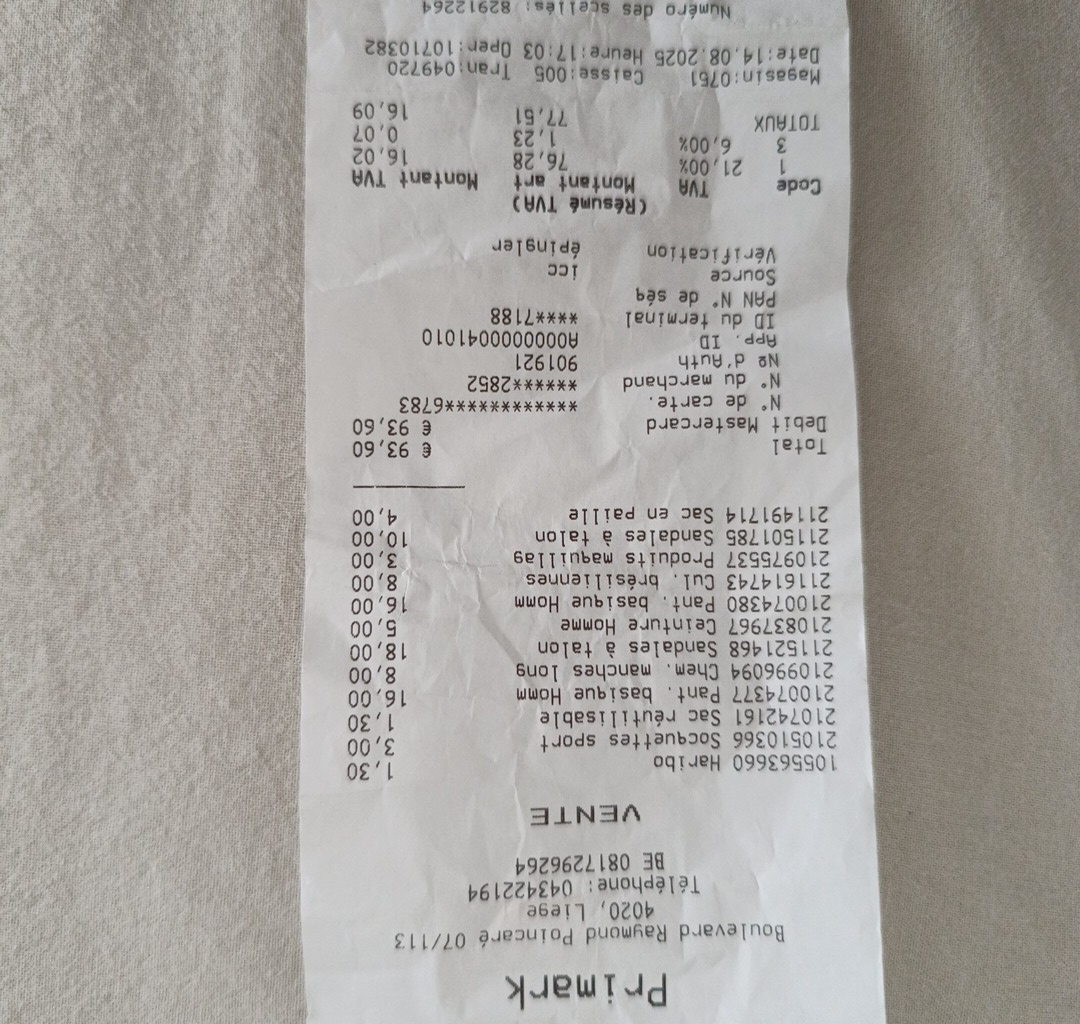 Primark
Boulevard Raymond Poincaré 07/113
4020, Liege
Téléphone: 043422194
BE 0817296264
VENTE
105563660 Haribo 1,30
210510366 Socquettes sport 3,00
210742161 Sac réutilisable 1,30
210074377 Pant. basique Homm 16,00
210996094 Chem. manches long 8,00
211521468 Sandales à talon 18,00
210837967 Ceinture Homme 5,00
210074380 Pant. basique Homm 16,00
211614743 Cul. brésiliennes 8,00
210975537 Produits maquillag 3,00
211501785 Sandales à talon 10,00
211491714 Sac en paille 4,00
Total € 93,60
Debit Mastercard € 93,60
N° de carte. **************6783
N° du marchand ******2852
Nº d'Auth 901921
App. ID A0000000041010
ID du terminal ****7188
PAN N° de séq
Source icc
Vérification épingler
(Résumé TVA)
Code TVA Montant art Montant TVA
1 21,00% 76,28 16,02
3 6,00% 1,23 0,07
TOTAUX 77,51 16,09
Magasin:0751 Caisse:005 Tran:049720
Date:14.08.2025 Heure:17:03 Oper:10710382
Numéro des scellés: 82912264